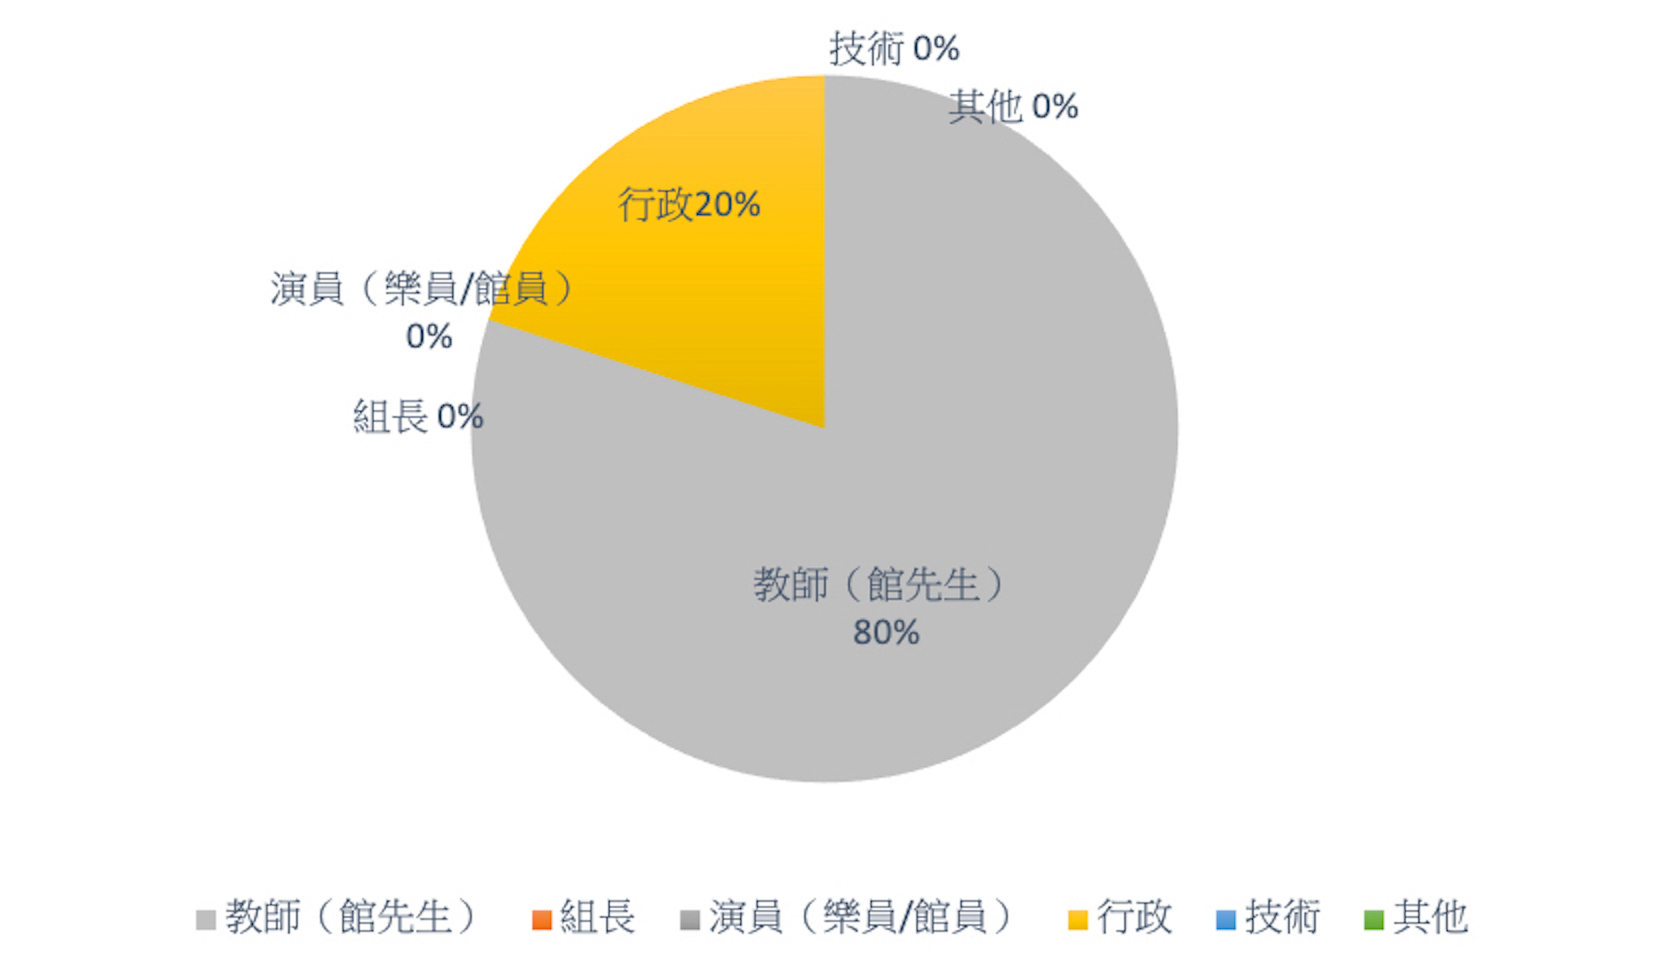 技術 0%
其他 0%
行政20%
演員（樂員/館員）
0%
組長 0%
教師（館先生）
80%
教師（館先生） 組長 演員（樂員/館員） 行政 技術 其他